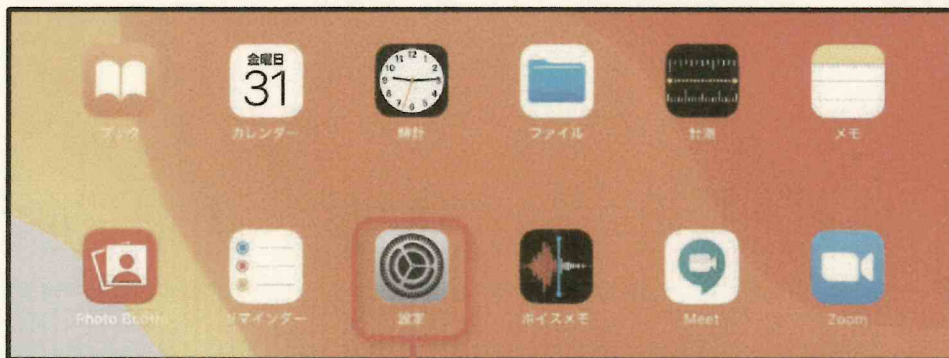 金曜日
31
ブック
カレンダー
時計
ファイル
計測
メモ
Photo Booth
リマインダー
設定
ボイスメモ
Meet
Zoom